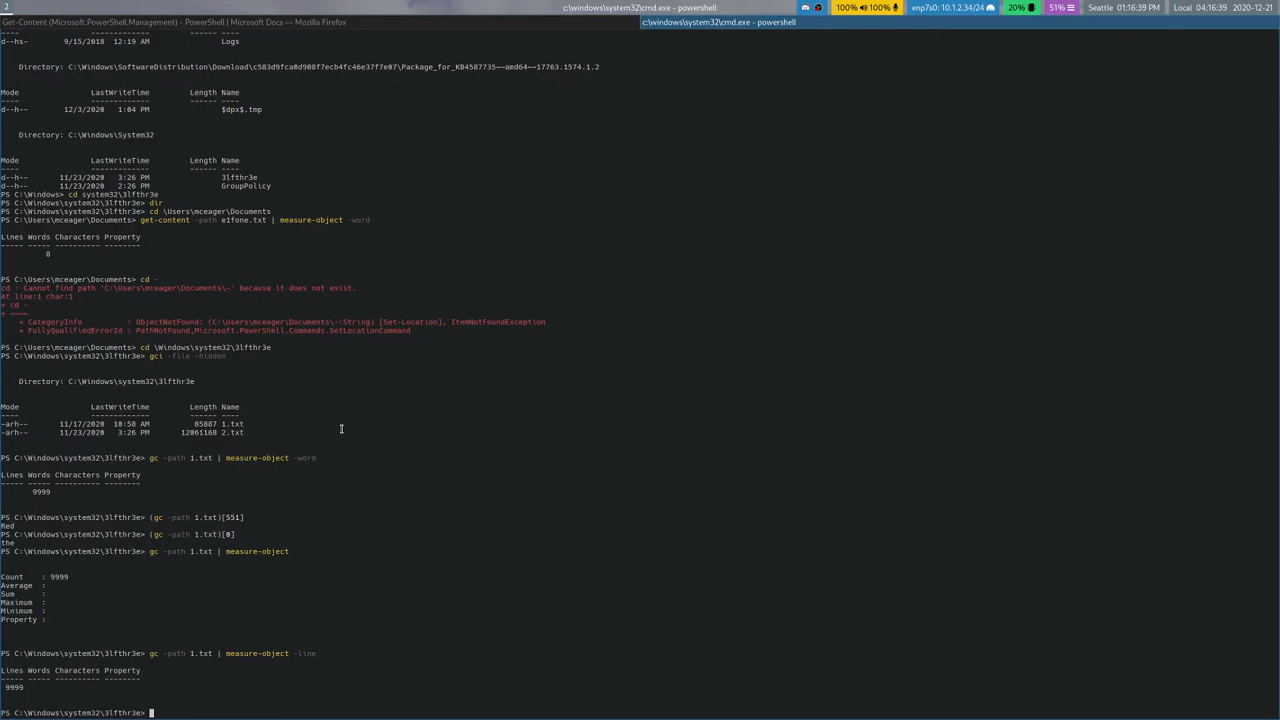 2 c:\windows\system32\cmd.exe - powershell 100% 100% enp7s0: 10.1.2.34/24 20% 51% Seattle 01:16:39 PM Local 04:16:39 2020-12-21
Get-Content (Microsoft.PowerShell.Management) - PowerShell | Microsoft Docs — Mozilla Firefox c:\windows\system32\cmd.exe - powershell
d--hs- 9/15/2018 12:19 AM Logs
Directory: C:\Windows\SoftwareDistribution\Download\c583d9fca0d908f7ecb4fc46e37f7e07\Package_for_KB4587735~~amd64~~17763.1574.1.2
Mode LastWriteTime Length Name
---- ------------- ------ ----
d--h-- 12/3/2020 1:04 PM $dpx$.tmp
Directory: C:\Windows\System32
Mode LastWriteTime Length Name
---- ------------- ------ ----
d--h-- 11/23/2020 3:26 PM 3lfthr3e
d--h-- 11/23/2020 2:26 PM GroupPolicy
PS C:\Windows> cd system32\3lfthr3e
PS C:\Windows\system32\3lfthr3e> dir
PS C:\Windows\system32\3lfthr3e> cd \Users\mceager\Documents
PS C:\Users\mceager\Documents> get-content -path e1fone.txt | measure-object -word
Lines Words Characters Property
----- ----- ---------- --------
8
PS C:\Users\mceager\Documents> cd -
cd : Cannot find path 'C:\Users\mceager\Documents\-' because it does not exist.
At line:1 char:1
+ cd -
+ ~~~~
+ CategoryInfo : ObjectNotFound: (C:\Users\mceager\Documents\-:String) [Set-Location], ItemNotFoundException
+ FullyQualifiedErrorId : PathNotFound,Microsoft.PowerShell.Commands.SetLocationCommand
PS C:\Users\mceager\Documents> cd \Windows\system32\3lfthr3e
PS C:\Windows\system32\3lfthr3e> gci -file -hidden
Directory: C:\Windows\system32\3lfthr3e
Mode LastWriteTime Length Name
---- ------------- ------ ----
-arh-- 11/17/2020 10:58 AM 85887 1.txt
-arh-- 11/23/2020 3:26 PM 12061168 2.txt
PS C:\Windows\system32\3lfthr3e> gc -path 1.txt | measure-object -word
Lines Words Characters Property
----- ----- ---------- --------
9999
PS C:\Windows\system32\3lfthr3e> (gc -path 1.txt)[551]
Red
PS C:\Windows\system32\3lfthr3e> (gc -path 1.txt)[0]
the
PS C:\Windows\system32\3lfthr3e> gc -path 1.txt | measure-object
Count : 9999
Average :
Sum :
Maximum :
Minimum :
Property :
PS C:\Windows\system32\3lfthr3e> gc -path 1.txt | measure-object -line
Lines Words Characters Property
----- ----- ---------- --------
9999
PS C:\Windows\system32\3lfthr3e>